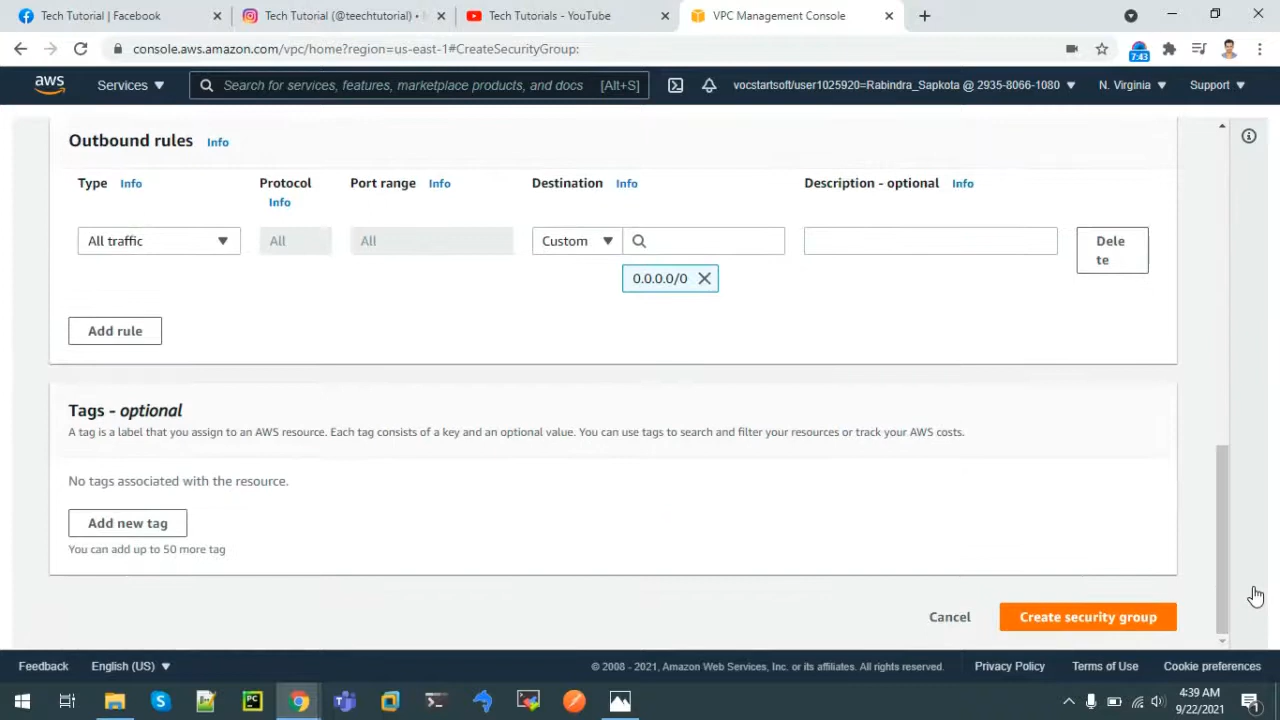 Tech Tutorial | Facebook
Tech Tutorial (@teechtutorial) •
Tech Tutorials - YouTube
VPC Management Console
console.aws.amazon.com/vpc/home?region=us-east-1#CreateSecurityGroup:
7:43
aws
Services
Search for services, features, marketplace products, and docs [Alt+S]
vocstartsoft/user1025920=Rabindra_Sapkota @ 2935-8066-1080
N. Virginia
Support
Outbound rules Info
Type Info
Protocol Info
Port range Info
Destination Info
Description - optional Info
All traffic
All
All
Custom
0.0.0.0/0
Dele
te
Add rule
Tags - optional
A tag is a label that you assign to an AWS resource. Each tag consists of a key and an optional value. You can use tags to search and filter your resources or track your AWS costs.
No tags associated with the resource.
Add new tag
You can add up to 50 more tag
Cancel
Create security group
Feedback
English (US)
© 2008 - 2021, Amazon Web Services, Inc. or its affiliates. All rights reserved.
Privacy Policy
Terms of Use
Cookie preferences
PC
4:39 AM
9/22/2021
1